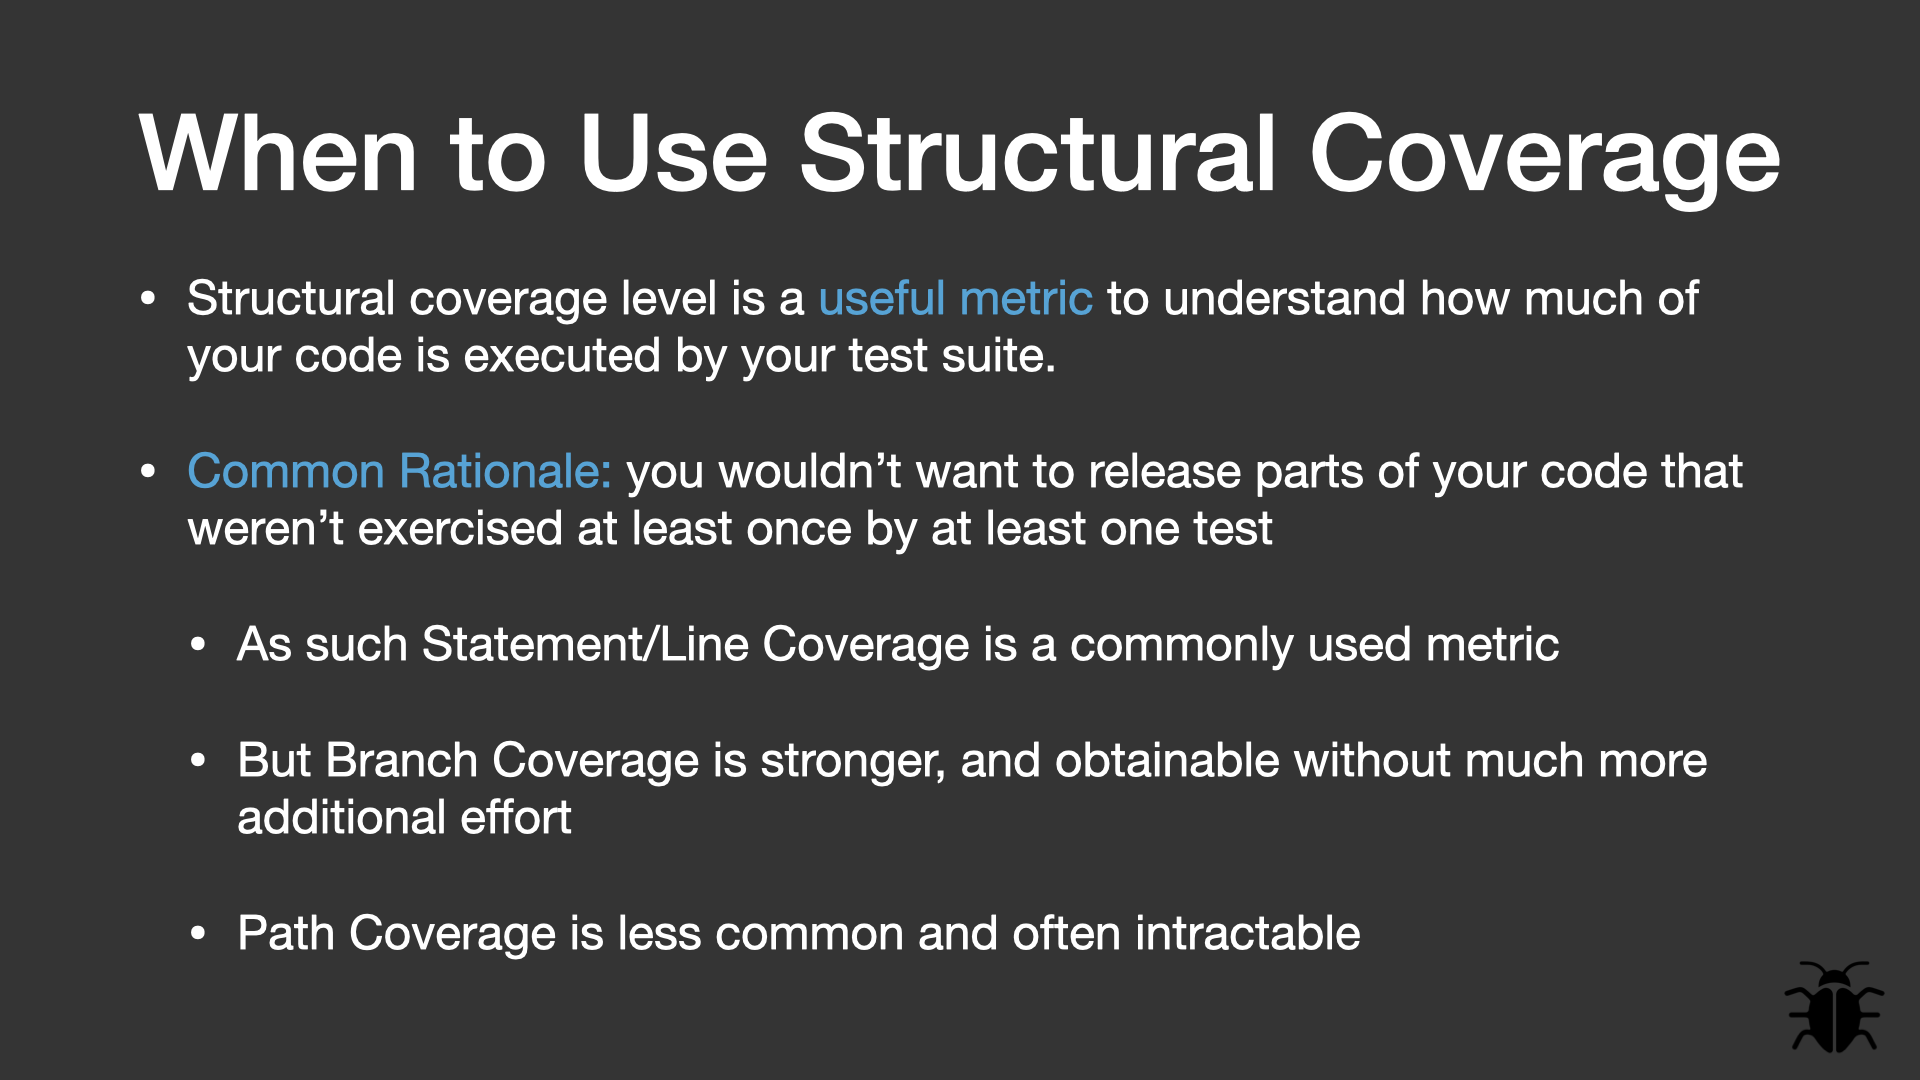 When to Use Structural Coverage
• Structural coverage level is a useful metric to understand how much of
your code is executed by your test suite.
• Common Rationale: you wouldn’t want to release parts of your code that
weren’t exercised at least once by at least one test
• As such Statement/Line Coverage is a commonly used metric
• But Branch Coverage is stronger, and obtainable without much more
additional effort
• Path Coverage is less common and often intractable